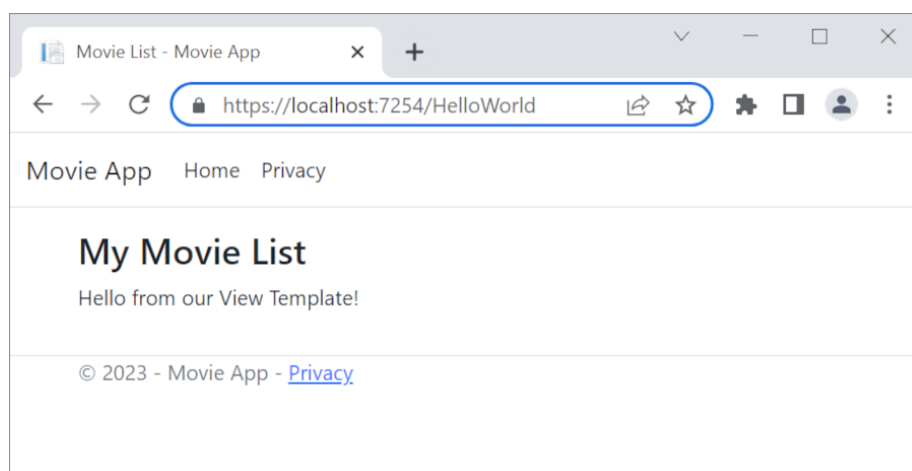 Movie List - Movie App
https://localhost:7254/HelloWorld
Movie App Home Privacy
My Movie List
Hello from our View Template!
© 2023 - Movie App - Privacy